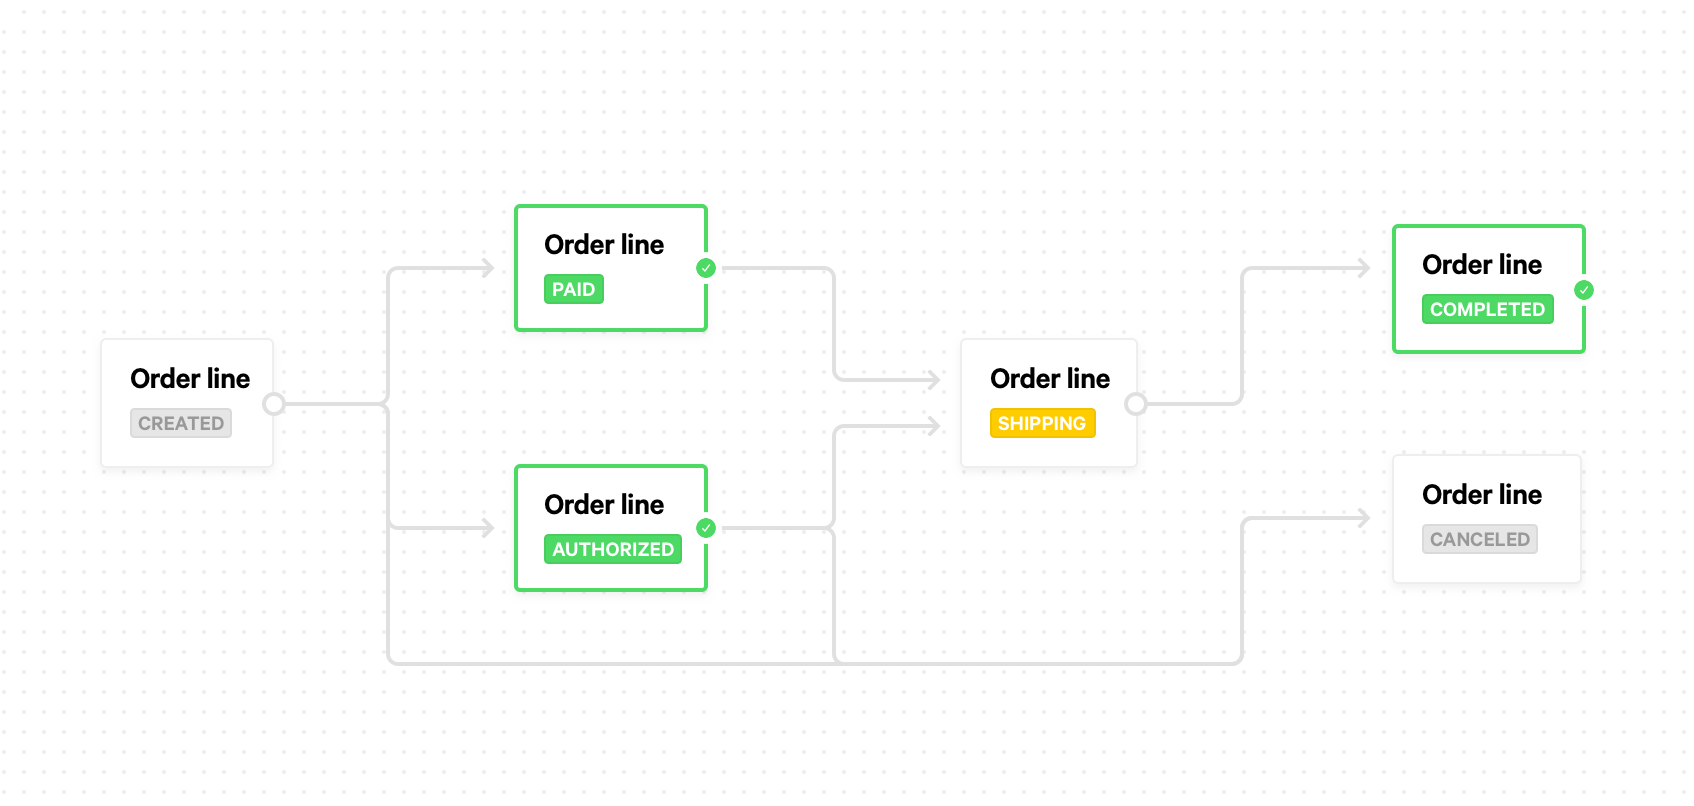 Order line
PAID
Order line
COMPLETED
Order line
CREATED
Order line
SHIPPING
Order line
AUTHORIZED
Order line
CANCELED